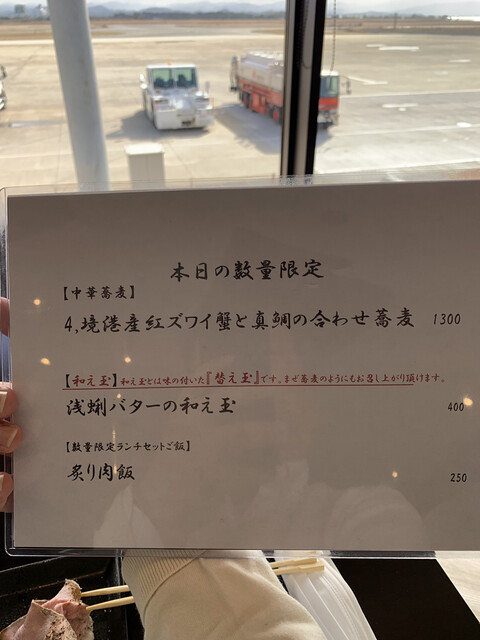 本日の数量限定
【中華蕎麦】
4,境港産紅ズワイ蟹と真鯛の合わせ蕎麦 1300
【和え玉】和え玉とは味の付いた『替え玉』です。まぜ蕎麦のようにもお召し上がり頂けます。
浅蜊バターの和え玉 400
【数量限定ランチセットご飯】
炙り肉飯 250